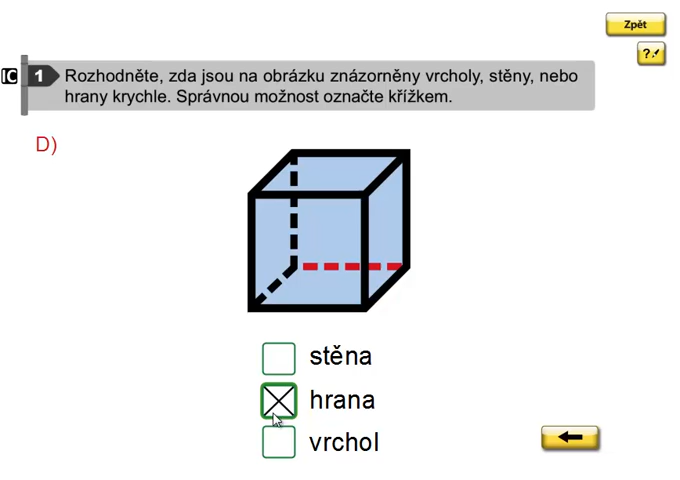 Zpět
?
IC 1 Rozhodněte, zda jsou na obrázku znázorněny vrcholy, stěny, nebo
hrany krychle. Správnou možnost označte křížkem.
D)
stěna
hrana
vrchol